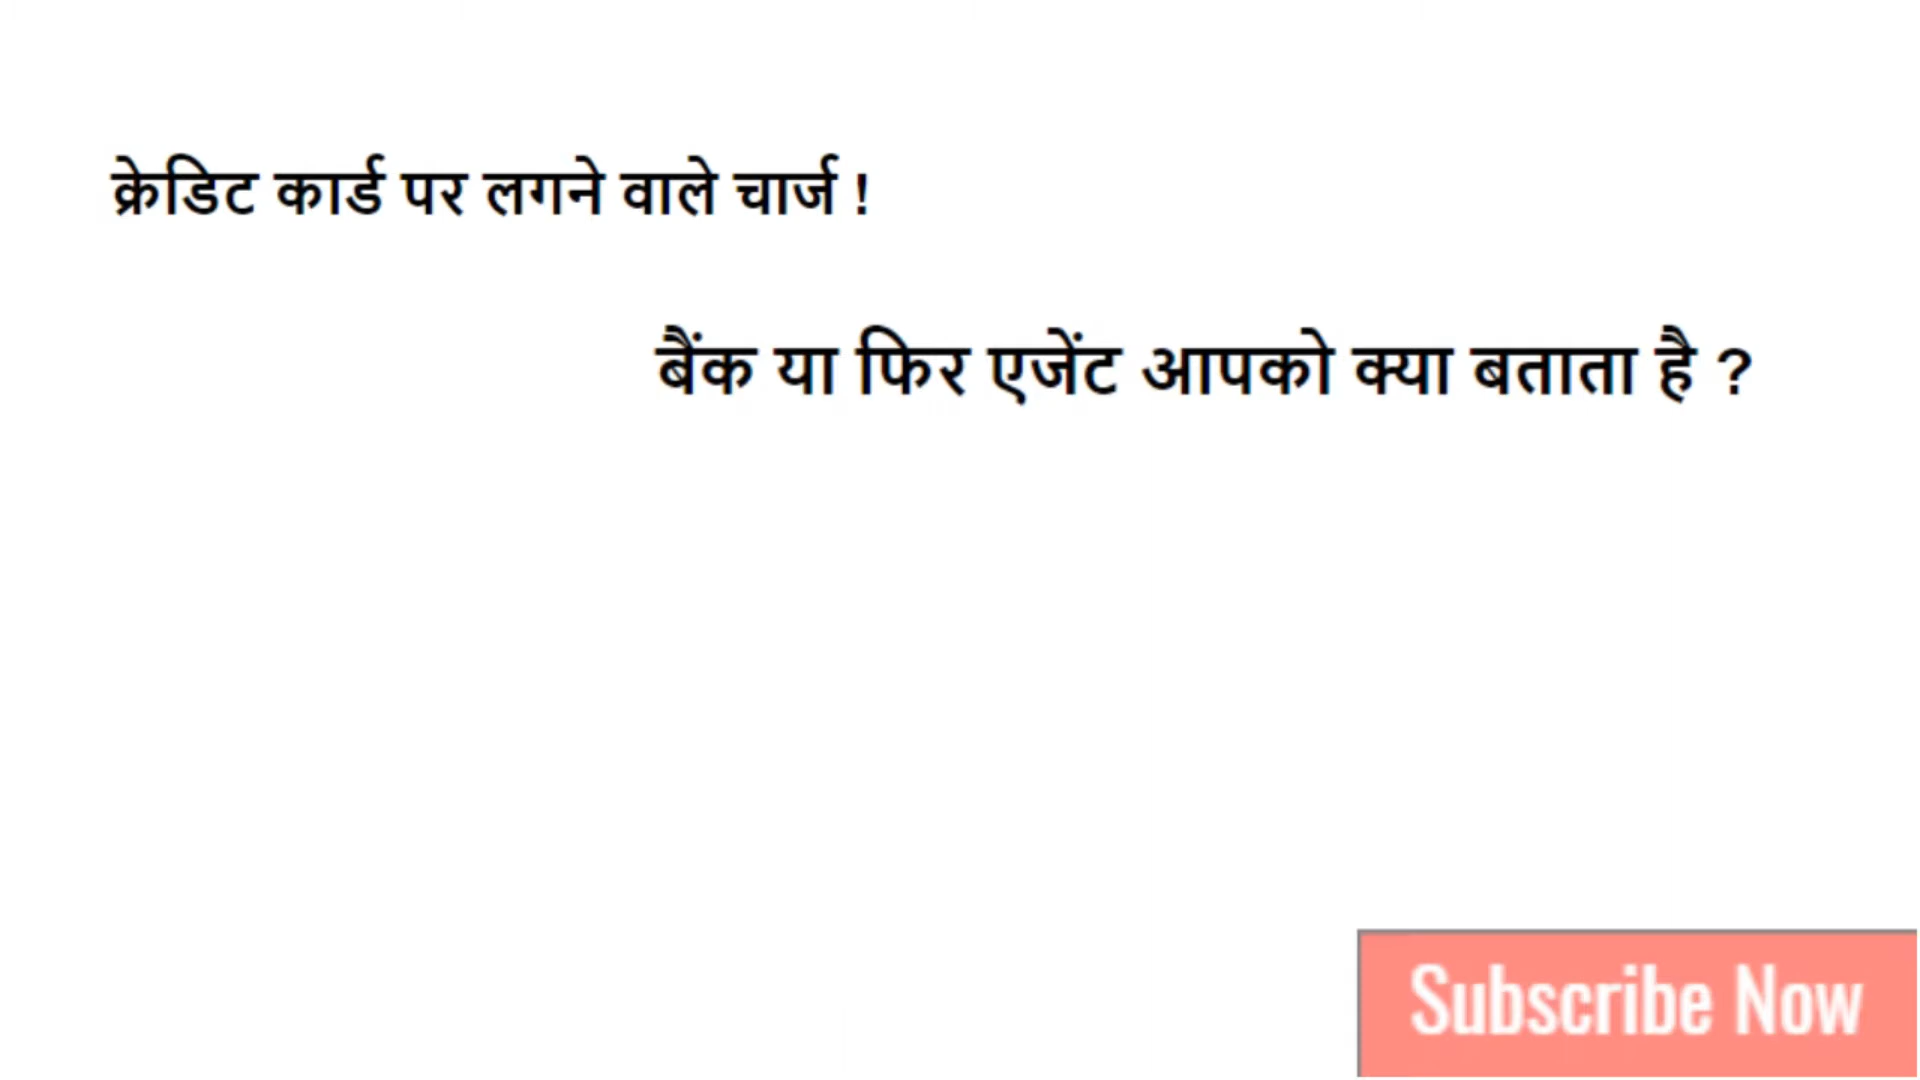 क्रेडिट कार्ड पर लगने वाले चार्ज !
बैंक या फिर एजेंट आपको क्या बताता है ?
Subscribe Now